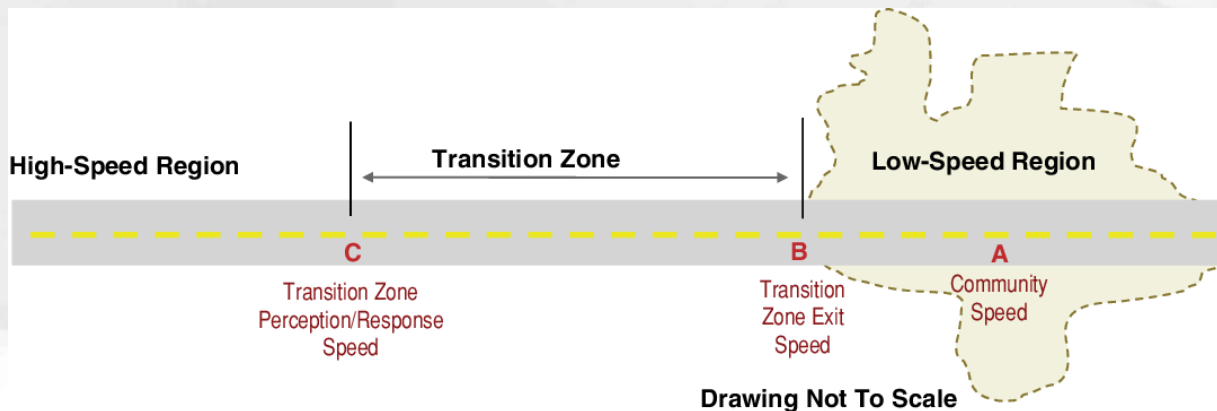 High-Speed Region
Transition Zone
Low-Speed Region
C
B
A
Transition Zone
Perception/Response
Speed
Transition
Zone Exit
Speed
Community
Speed
Drawing Not To Scale